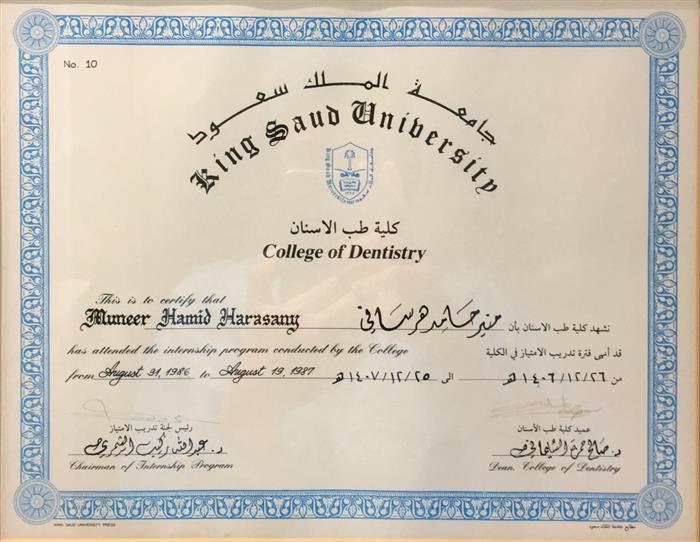 No. 10
جامعة الملك سعود
King Saud University
كلية طب الاسنان
College of Dentistry
This is to certify that
Muneer Hamid Harasany
has attended the internship program conducted by the College
from August 31, 1986 to August 19, 1987
تشهد كلية طب الاسنان بأن
منير حامد هرساني
قد أنهى فترة تدريب الامتياز في الكلية
من ١٤٠٦/١٢/٢٦هـ الى ١٤٠٧/١٢/٢٥هـ
رئيس لجنة تدريب الامتياز
Chairman of Internship Program
عميد كلية طب الأسنان
Dean. College of Dentistry
KING SAUD UNIVERSITY PRESS
مطابع جامعة الملك سعود